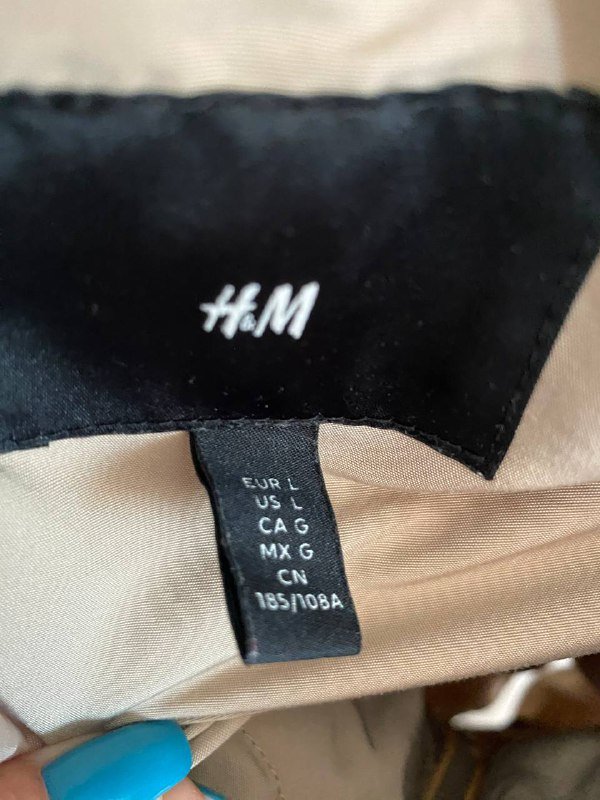 H&M
EUR L
US L
CA G
MX G
CN
185/108A